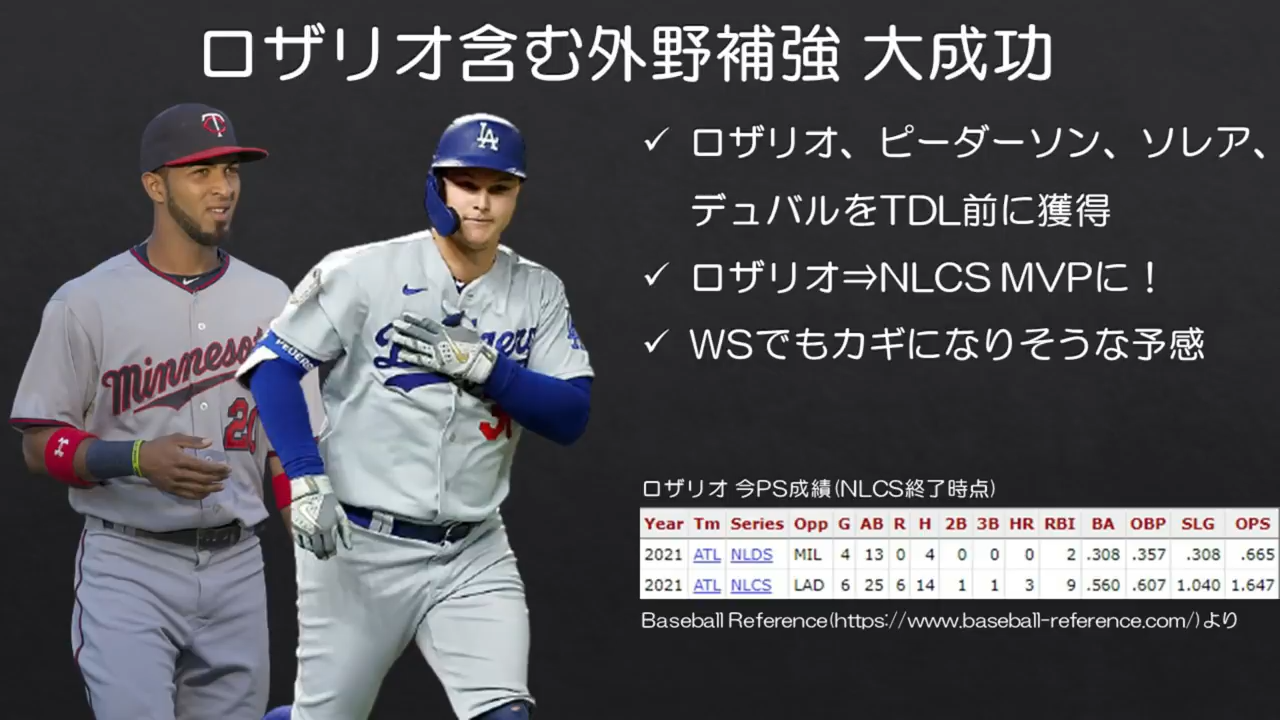 ロザリオ含む外野補強 大成功
✓ ロザリオ、ピーダーソン、ソレア、
デュバルをTDL前に獲得
✓ ロザリオ⇒NLCS MVPに！
✓ WSでもカギになりそうな予感
ロザリオ 今PS成績(NLCS終了時点)
Year Tm Series Opp G AB R H 2B 3B HR RBI BA OBP SLG OPS
2021 ATL NLDS MIL 4 13 0 4 0 0 0 2 .308 .357 .308 .665
2021 ATL NLCS LAD 6 25 6 14 1 1 3 9 .560 .607 1.040 1.647
Baseball Reference(https://www.baseball-reference.com/)より
LA
Minneso
20